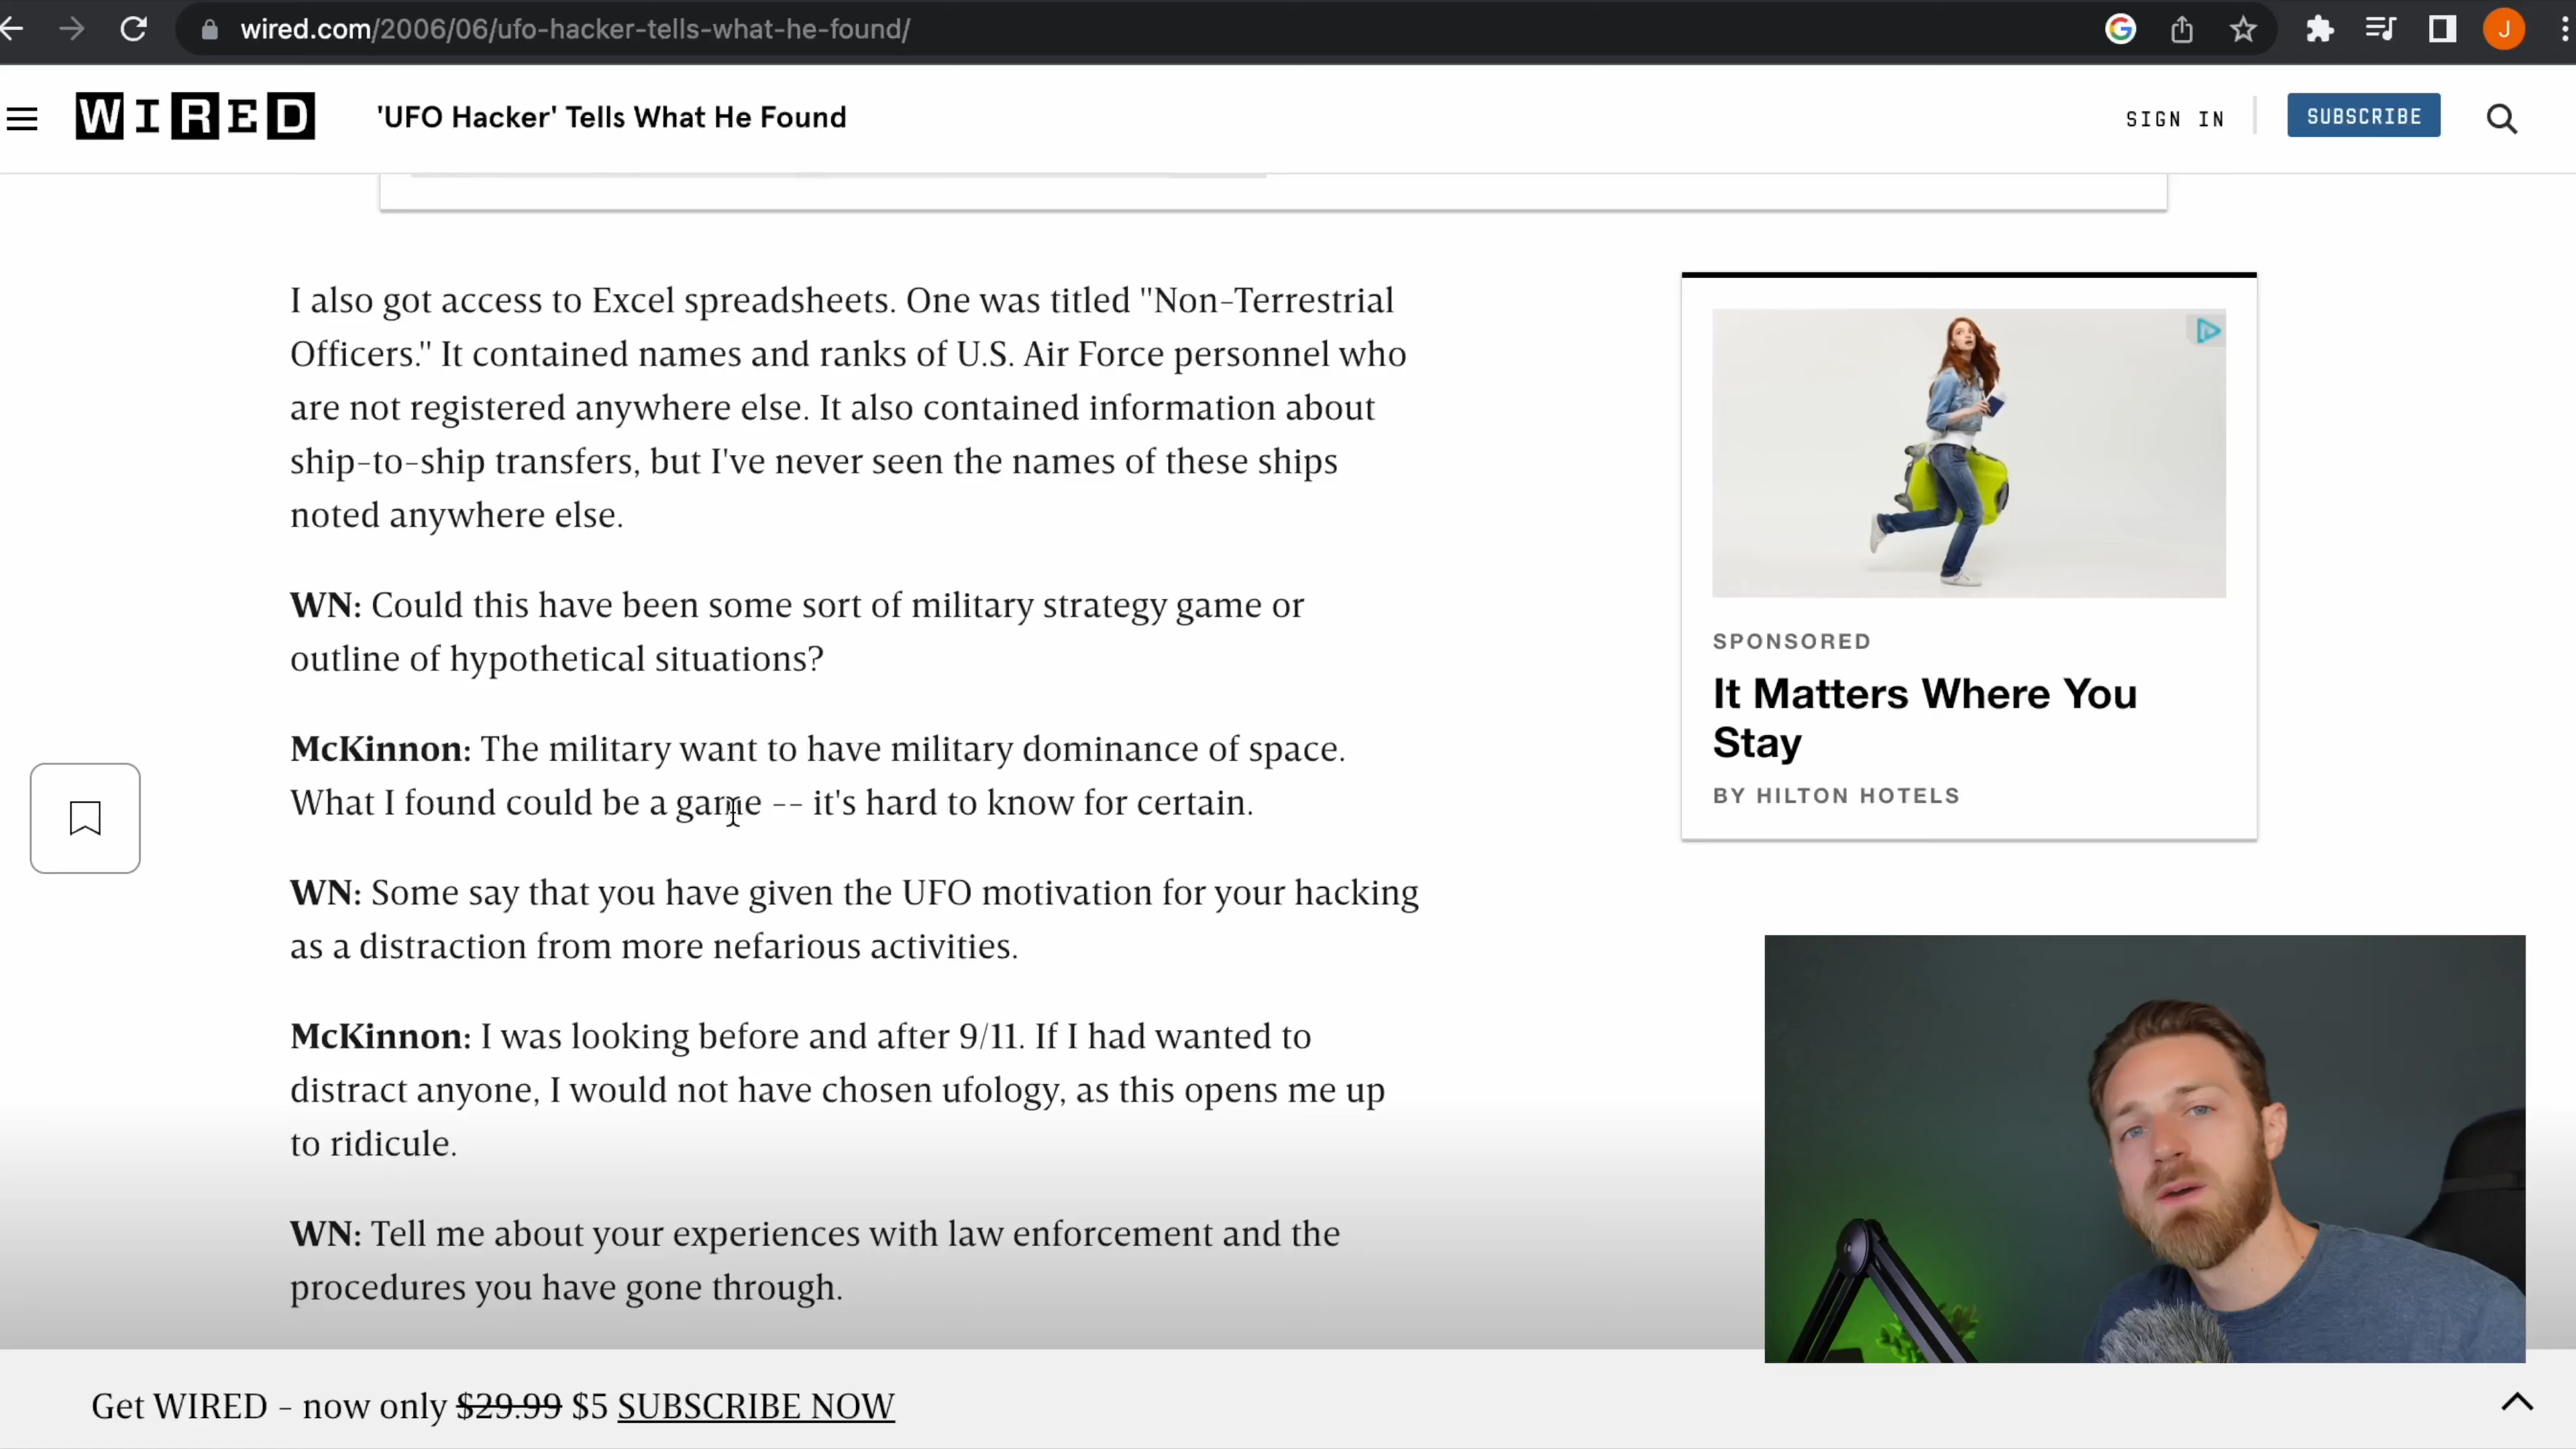 wired.com/2006/06/ufo-hacker-tells-what-he-found/
J
WIRED
'UFO Hacker' Tells What He Found
SIGN IN
SUBSCRIBE
I also got access to Excel spreadsheets. One was titled "Non-Terrestrial
Officers." It contained names and ranks of U.S. Air Force personnel who
are not registered anywhere else. It also contained information about
ship-to-ship transfers, but I've never seen the names of these ships
noted anywhere else.
WN: Could this have been some sort of military strategy game or
outline of hypothetical situations?
McKinnon: The military want to have military dominance of space.
What I found could be a game -- it's hard to know for certain.
WN: Some say that you have given the UFO motivation for your hacking
as a distraction from more nefarious activities.
McKinnon: I was looking before and after 9/11. If I had wanted to
distract anyone, I would not have chosen ufology, as this opens me up
to ridicule.
WN: Tell me about your experiences with law enforcement and the
procedures you have gone through.
SPONSORED
It Matters Where You
Stay
BY HILTON HOTELS
Get WIRED - now only $29.99 $5 SUBSCRIBE NOW